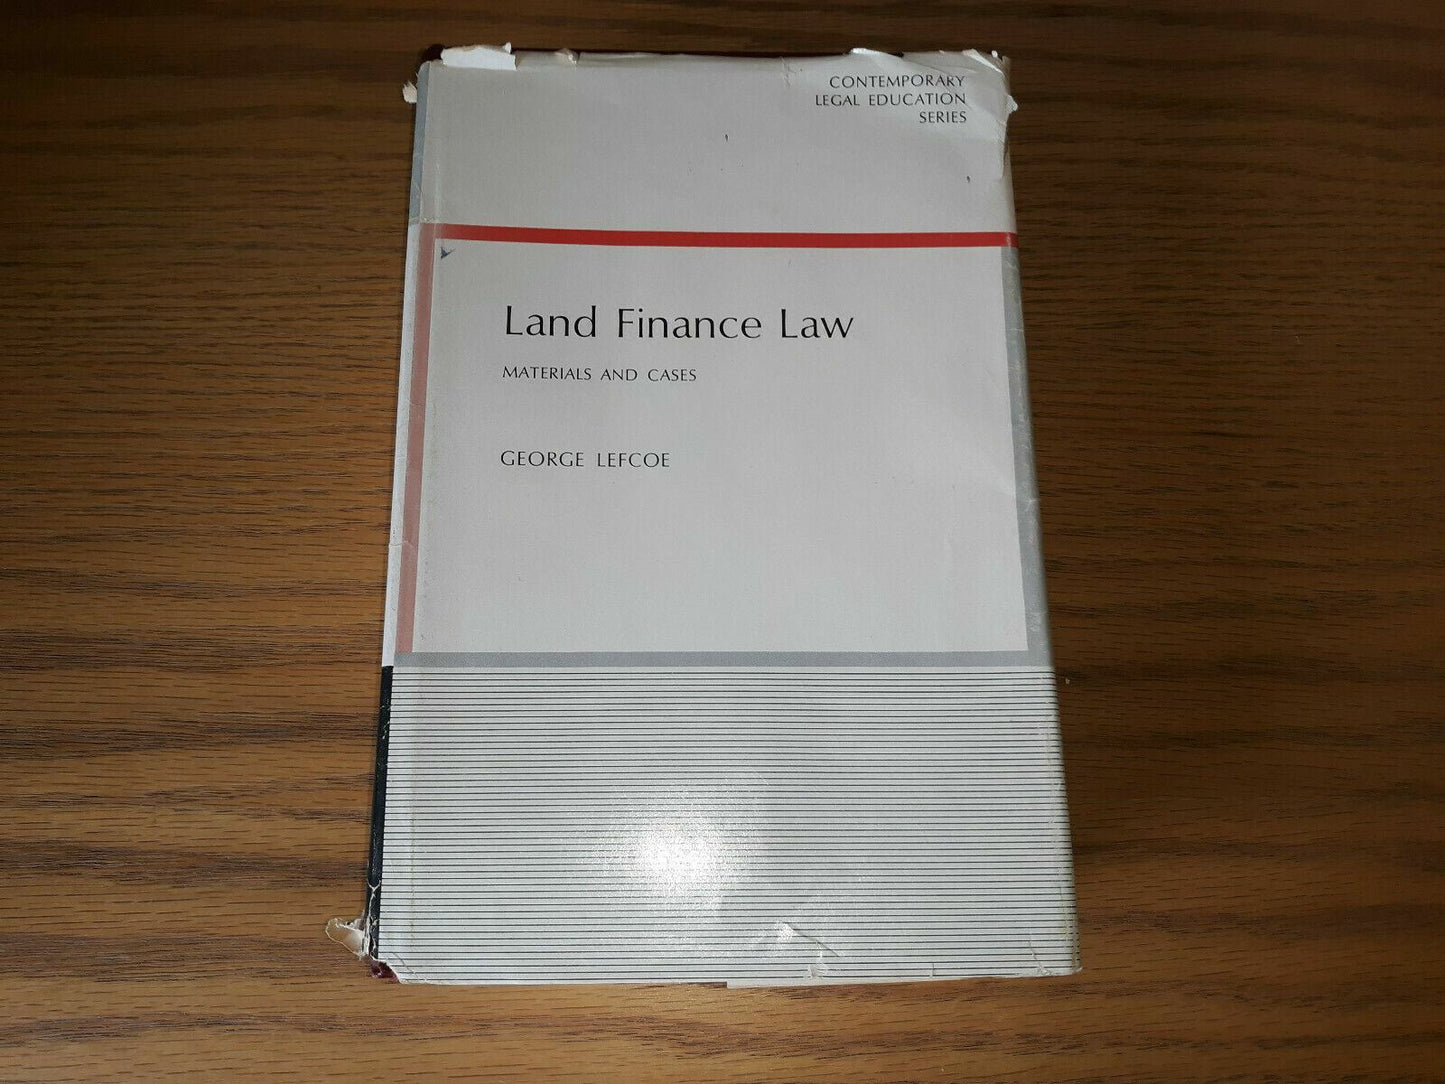 CONTEMPORARY
LEGAL EDUCATION
SERIES
Land Finance Law
MATERIALS AND CASES
GEORGE LEFCOE